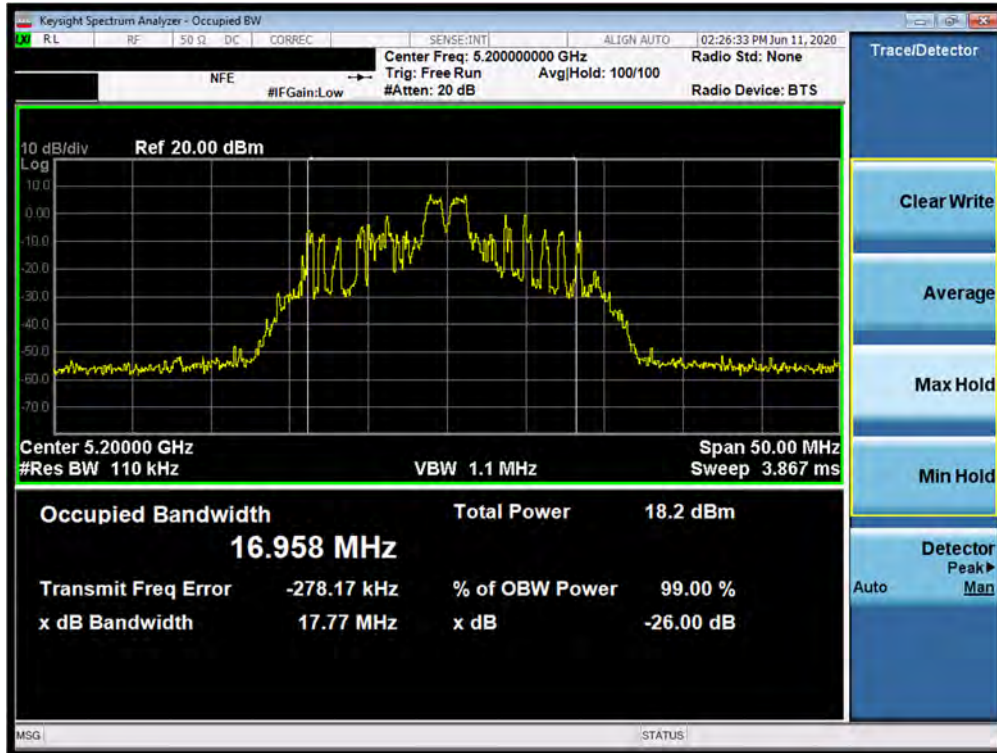 Keysight Spectrum Analyzer - Occupied BW
LXI RL RF 50 Ω DC CORREC SENSE:INT ALIGN AUTO 02:26:33 PM Jun 11, 2020
Center Freq: 5.200000000 GHz Radio Std: None
NFE Trig: Free Run Avg|Hold: 100/100
#IFGain:Low #Atten: 20 dB Radio Device: BTS
Trace/Detector
10 dB/div Ref 20.00 dBm
Log
10.0
0.00
-10.0
-20.0
-30.0
-40.0
-50.0
-60.0
-70.0
Center 5.20000 GHz Span 50.00 MHz
#Res BW 110 kHz VBW 1.1 MHz Sweep 3.867 ms
Occupied Bandwidth Total Power 18.2 dBm
16.958 MHz
Transmit Freq Error -278.17 kHz % of OBW Power 99.00 %
x dB Bandwidth 17.77 MHz x dB -26.00 dB
Clear Write
Average
Max Hold
Min Hold
Detector
Peak▶
Auto Man
MSG STATUS